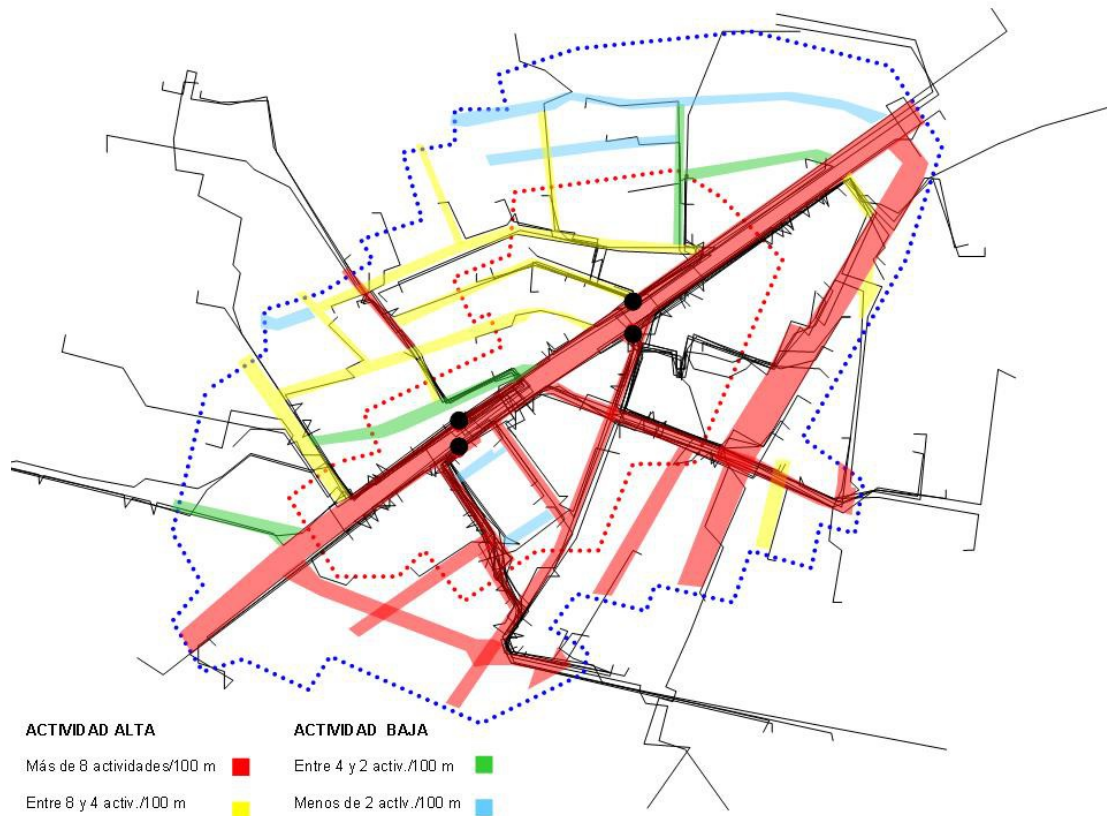 ACTIVIDAD ALTA
ACTIVIDAD BAJA
Más de 8 actividades/100 m
Entre 4 y 2 activ./100 m
Entre 8 y 4 activ./100 m
Menos de 2 activ./100 m